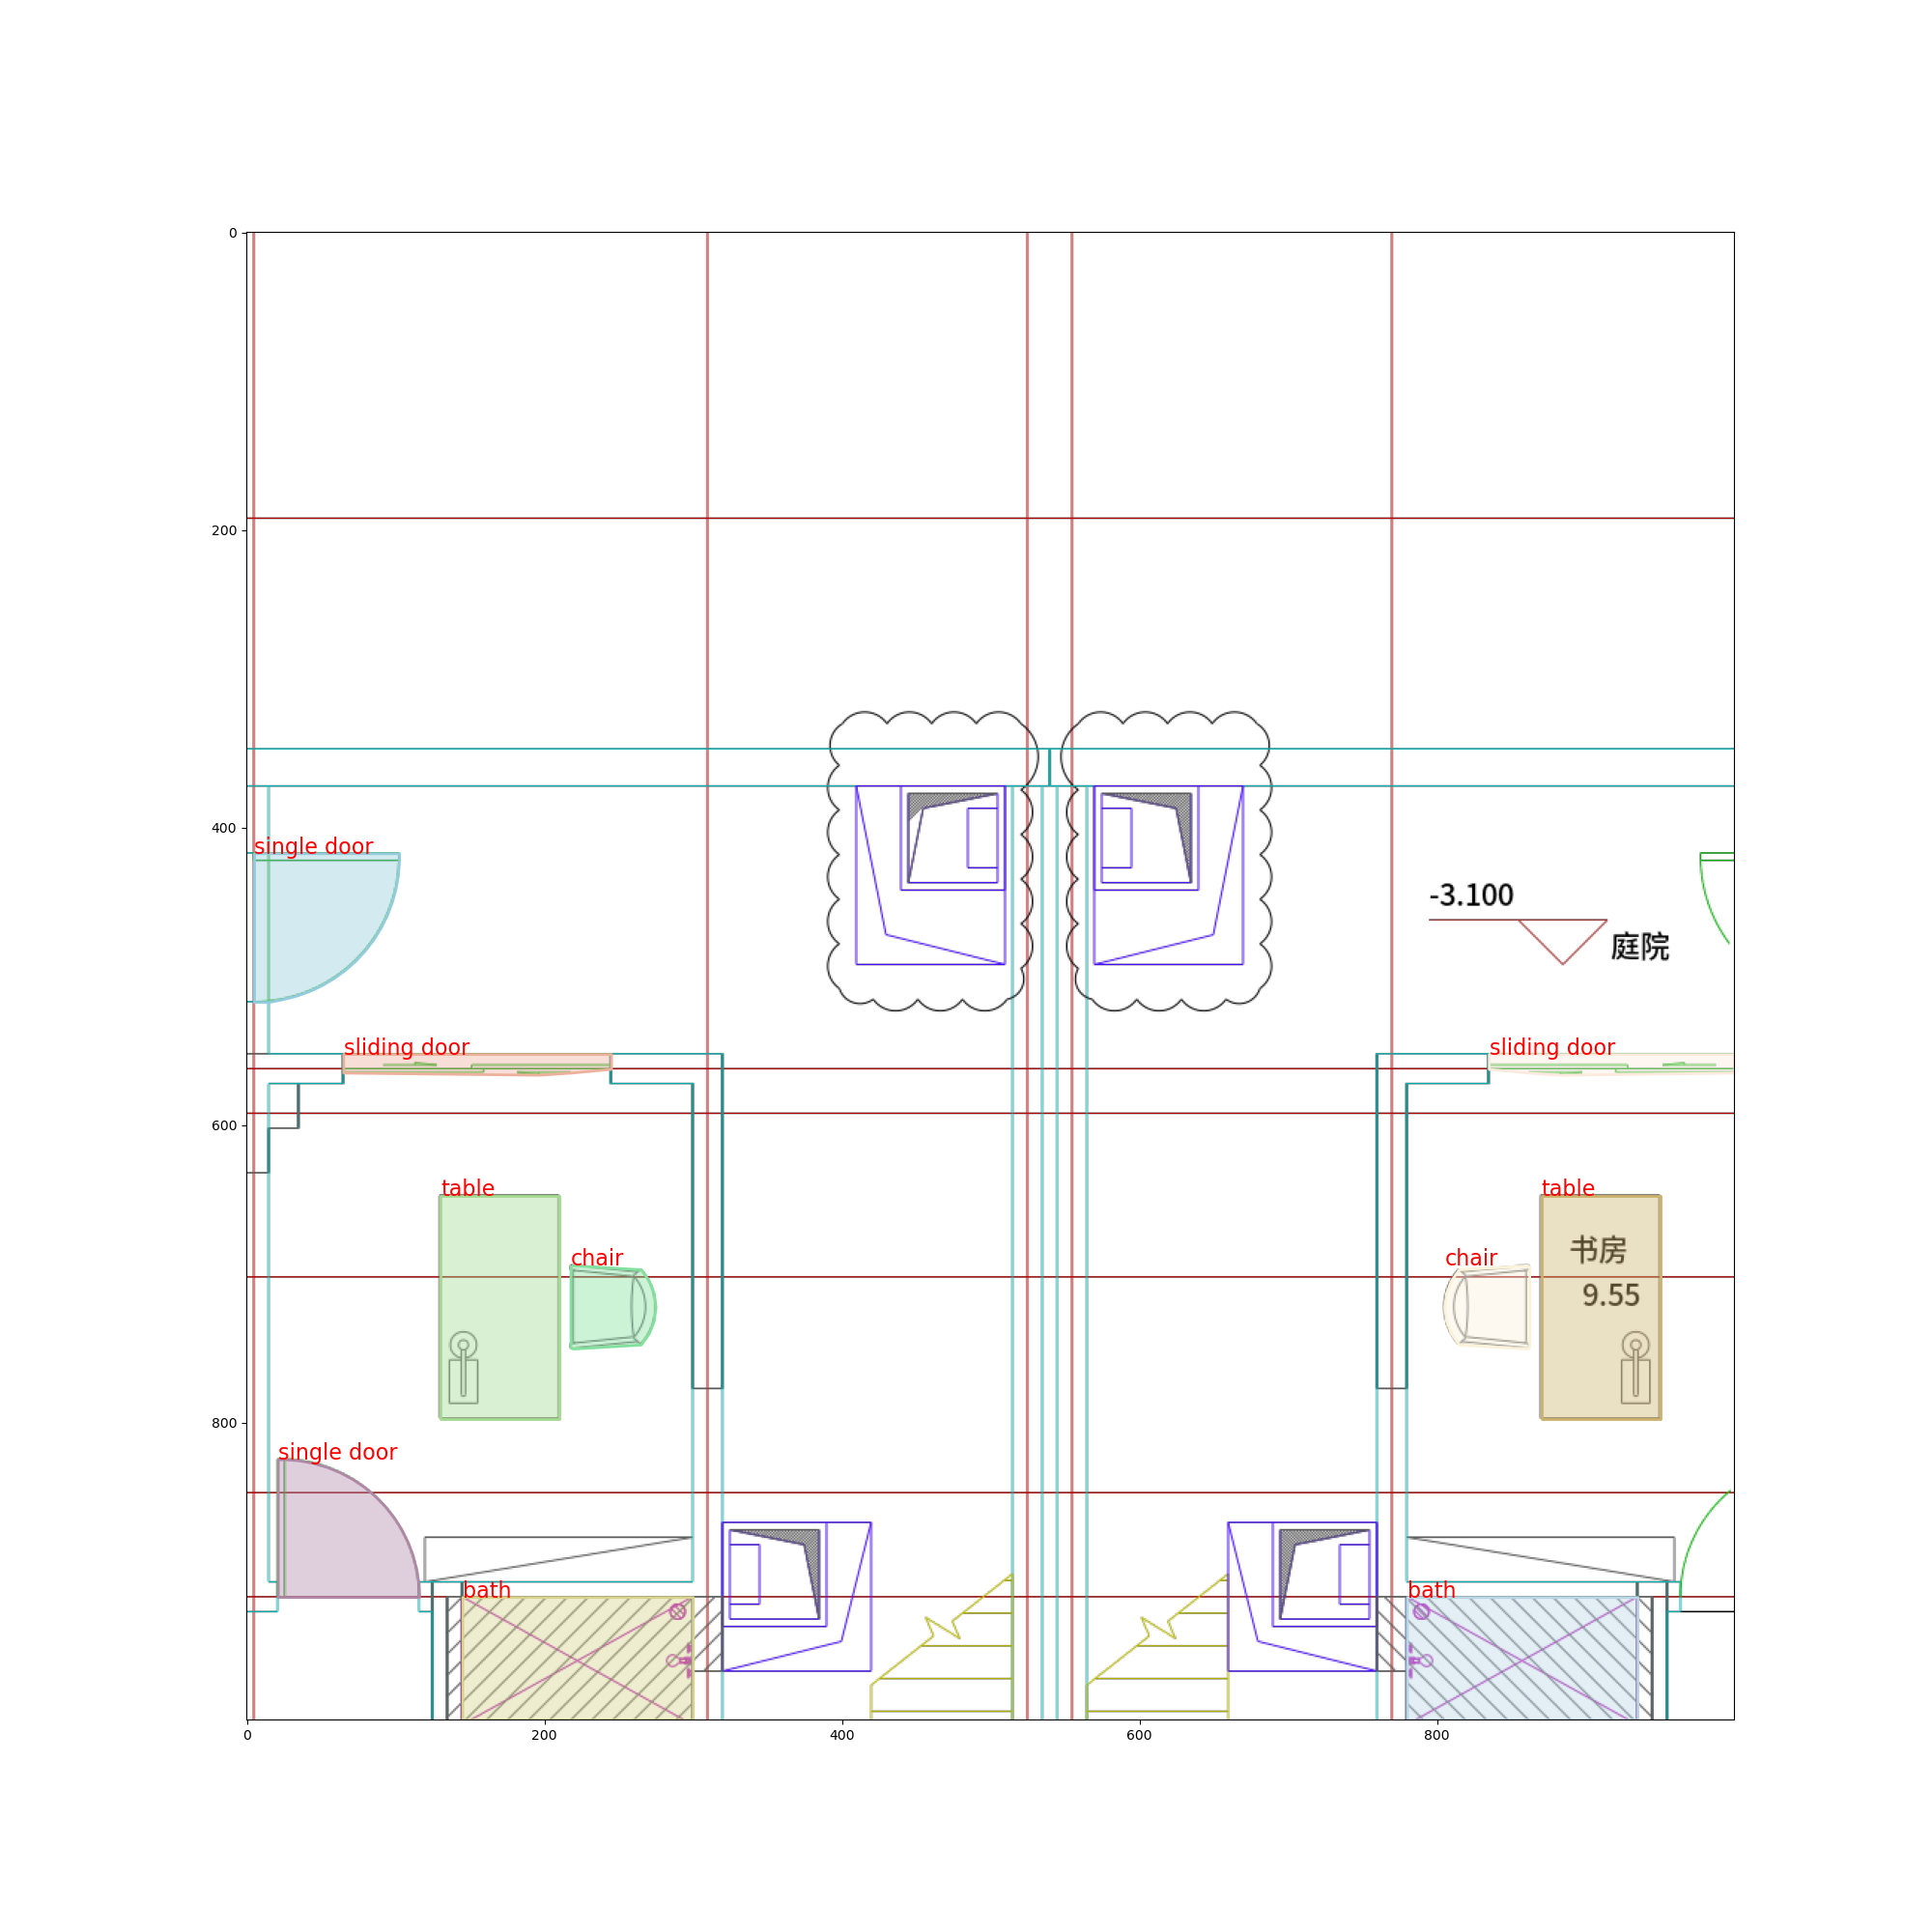 0
200
single door
400
-3.100
庭院
sliding door
sliding door
600
table
table
chair
chair
书房
9.55
800
single door
bath
bath
0
200
400
600
800